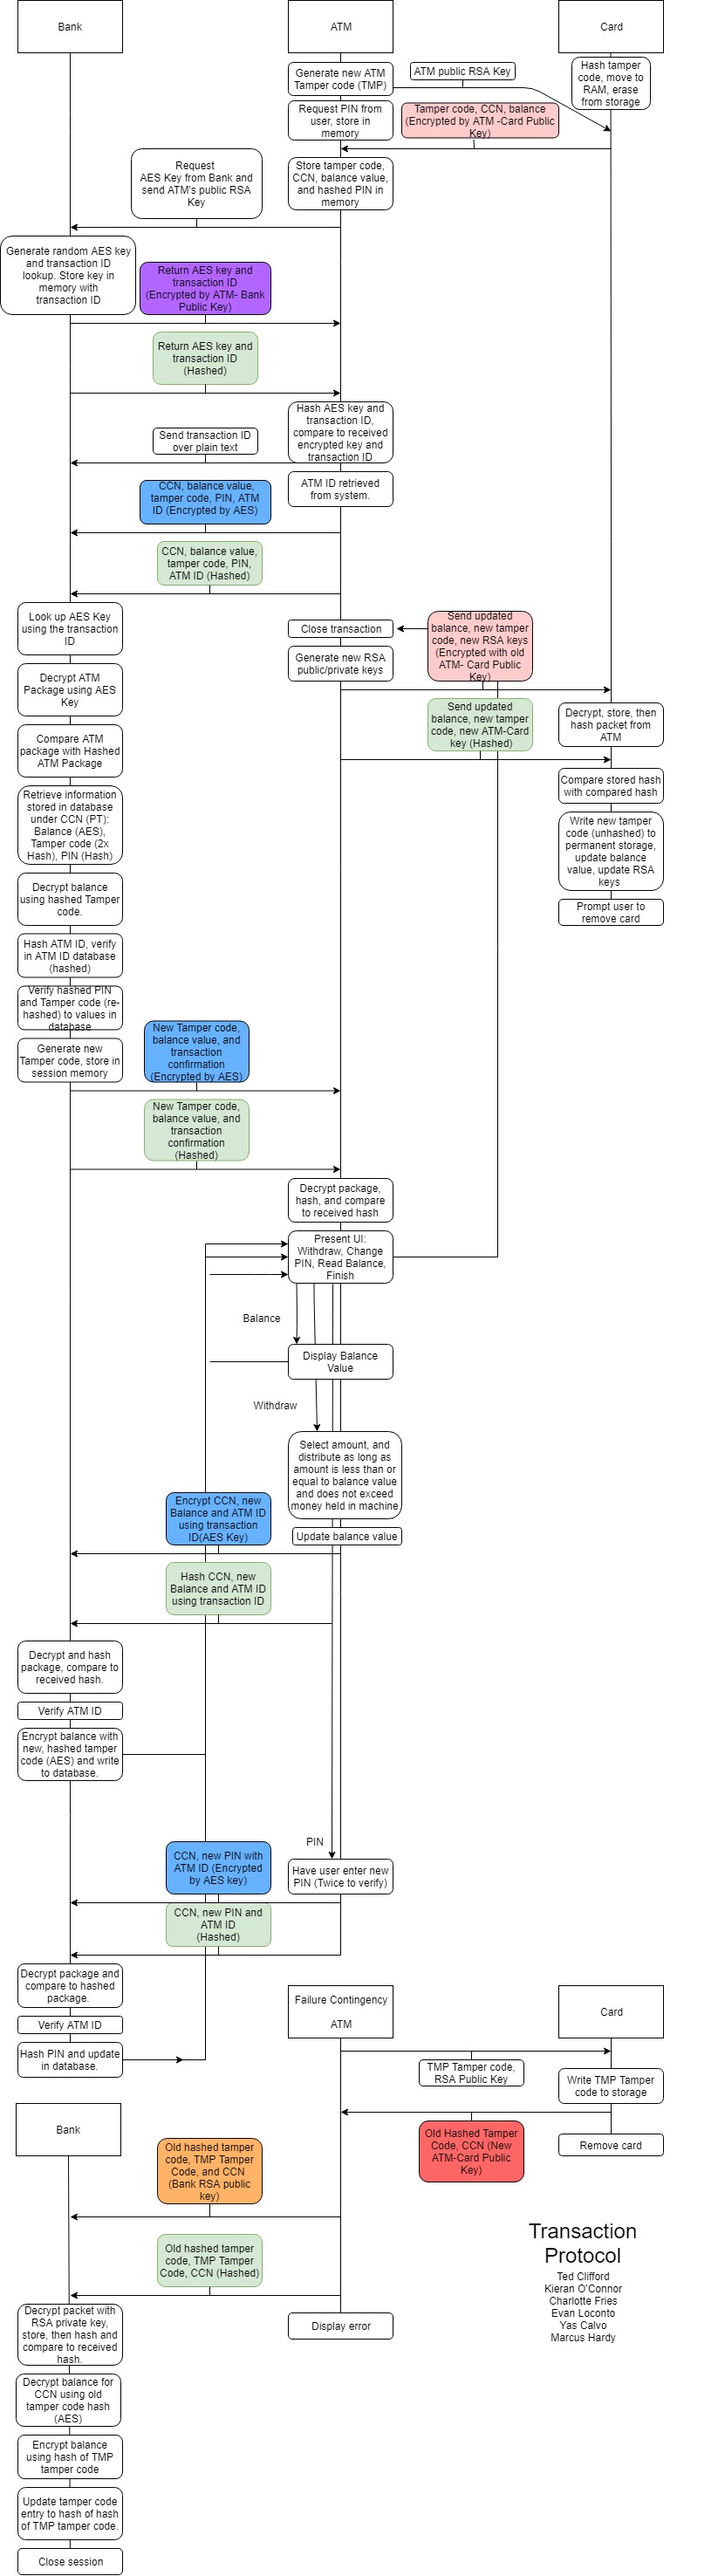 Bank
ATM
Card
Generate new ATM
Tamper code (TMP)
ATM public RSA Key
Hash tamper
code, move to
RAM, erase
from storage
Request PIN from
user, store in
memory
Tamper code, CCN, balance
(Encrypted by ATM -Card Public
Key)
Request
AES Key from Bank and
send ATM's public RSA
Key
Store tamper code,
CCN, balance value,
and hashed PIN in
memory
Generate random AES key
and transaction ID
lookup. Store key in
memory with
transaction ID
Return AES key and
transaction ID
(Encrypted by ATM- Bank
Public Key)
Return AES key and
transaction ID
(Hashed)
Hash AES key and
transaction ID,
compare to received
encrypted key and
transaction ID
Send transaction ID
over plain text
ATM ID retrieved
from system.
CCN, balance value,
tamper code, PIN, ATM
ID (Encrypted by AES)
CCN, balance value,
tamper code, PIN,
ATM ID (Hashed)
Look up AES Key
using the transaction
ID
Close transaction
Send updated
balance, new tamper
code, new RSA keys
(Encrypted with old
ATM- Card Public
Key)
Generate new RSA
public/private keys
Decrypt ATM
Package using AES
Key
Send updated
balance, new tamper
code, new ATM-Card
key (Hashed)
Decrypt, store, then
hash packet from
ATM
Compare ATM
package with Hashed
ATM Package
Compare stored hash
with compared hash
Retrieve information
stored in database
under CCN (PT):
Balance (AES),
Tamper code (2x
Hash), PIN (Hash)
Write new tamper
code (unhashed) to
permanent storage,
update balance
value, update RSA
keys
Decrypt balance
using hashed Tamper
code.
Prompt user to
remove card
Hash ATM ID, verify
in ATM ID database
(hashed)
Verify hashed PIN
and Tamper code (re-
hashed) to values in
database
Generate new
Tamper code, store in
session memory
New Tamper code,
balance value, and
transaction
confirmation
(Encrypted by AES)
New Tamper code,
balance value, and
transaction
confirmation
(Hashed)
Decrypt package,
hash, and compare
to received hash
Present UI:
Withdraw, Change
PIN, Read Balance,
Finish
Balance
Display Balance
Value
Withdraw
Select amount, and
distribute as long as
amount is less than or
equal to balance value
and does not exceed
money held in machine
Encrypt CCN, new
Balance and ATM ID
using transaction
ID(AES Key)
Update balance value
Hash CCN, new
Balance and ATM ID
using transaction ID
Decrypt and hash
package, compare to
received hash.
Verify ATM ID
Encrypt balance with
new, hashed tamper
code (AES) and write
to database.
PIN
CCN, new PIN with
ATM ID (Encrypted
by AES key)
Have user enter new
PIN (Twice to verify)
CCN, new PIN and
ATM ID
(Hashed)
Decrypt package and
compare to hashed
package.
Verify ATM ID
Hash PIN and update
in database.
Failure Contingency
ATM
Card
TMP Tamper code,
RSA Public Key
Write TMP Tamper
code to storage
Bank
Old Hashed Tamper
Code, CCN (New
ATM-Card Public
Key)
Remove card
Old hashed tamper
code, TMP Tamper
Code, and CCN
(Bank RSA public
key)
Old hashed tamper
code, TMP Tamper
Code, CCN (Hashed)
Transaction
Protocol
Ted Clifford
Kieran O'Connor
Charlotte Fries
Evan Loconto
Yas Calvo
Marcus Hardy
Decrypt packet with
RSA private key,
store, then hash and
compare to received
hash.
Display error
Decrypt balance for
CCN using old
tamper code hash
(AES)
Encrypt balance
using hash of TMP
tamper code
Update tamper code
entry to hash of hash
of TMP tamper code.
Close session